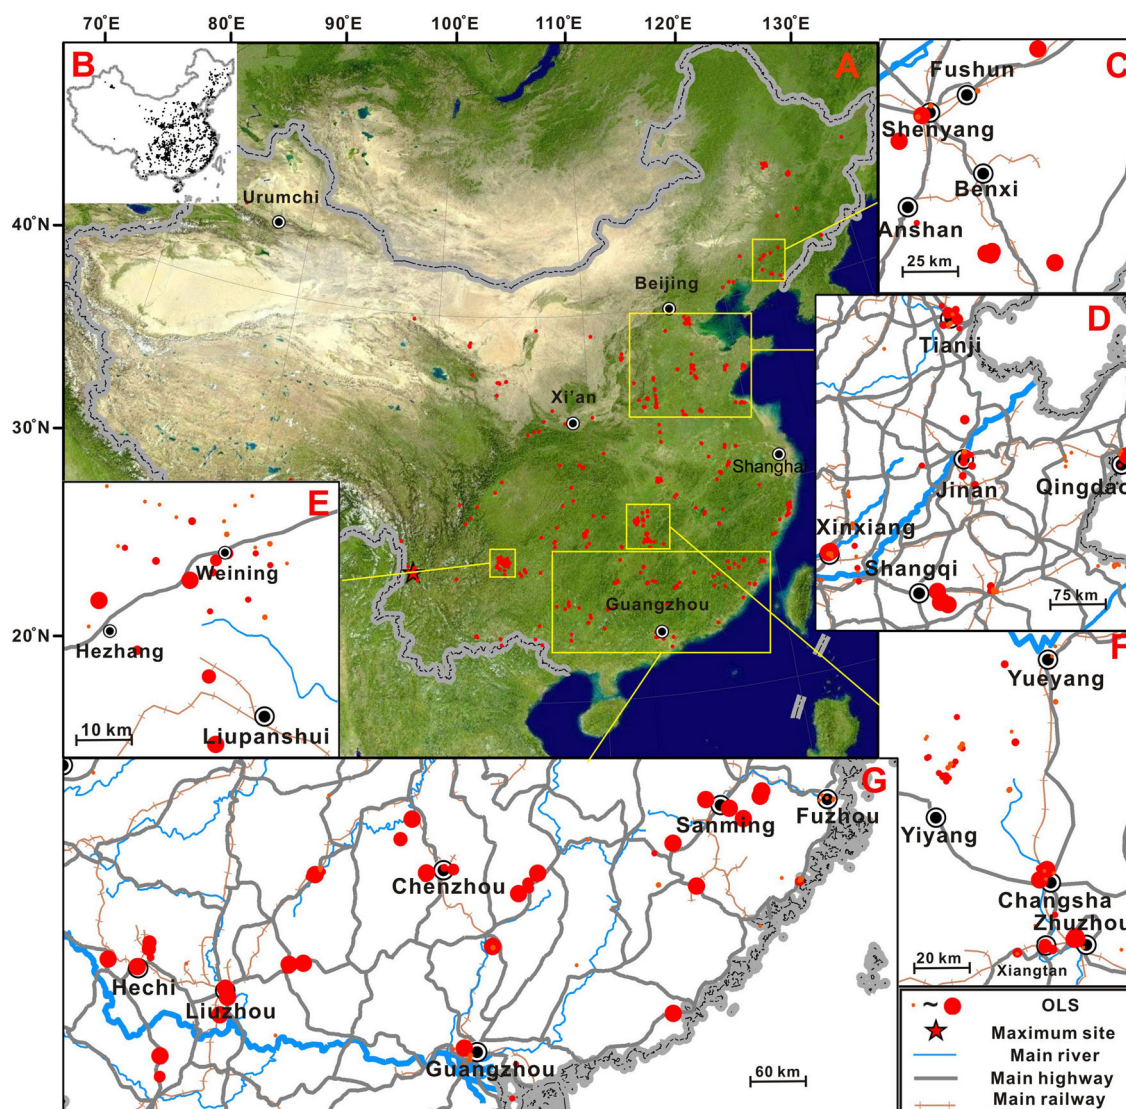 70°E 80°E 90°E 100°E 110°E 120°E 130°E
B
A
C
Fushun
Shenyang
Benxi
Anshan
25 km
Urumchi
40°N
Beijing
D
Tianji
Jinan
Qingdao
Xinxiang
Shangqi
75 km
Xi'an
30°N
Shanghai
E
Weining
Hezhang
Liupanshui
10 km
Guangzhou
20°N
F
Yueyang
Yiyang
Changsha
Zhuzhou
Xiangtan
20 km
G
Sanming
Fuzhou
Chenzhou
Hechi
Liuzhou
Guangzhou
60 km
~ OLS
Maximum site
Main river
Main highway
Main railway